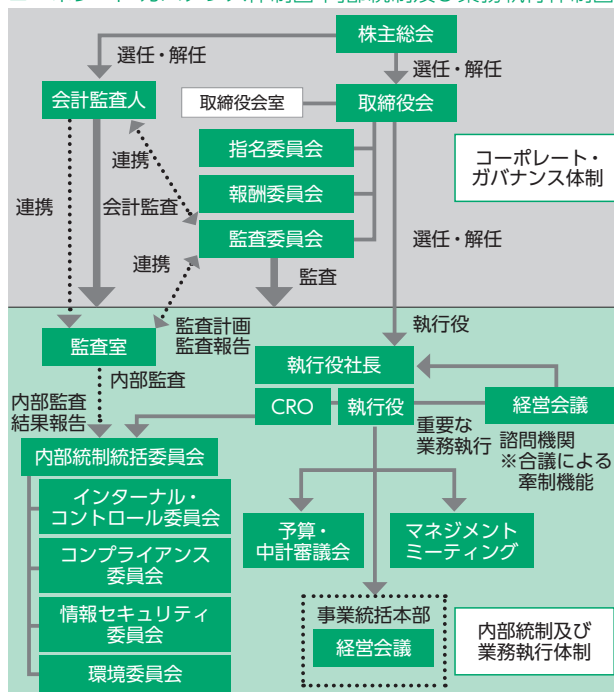 株主総会
選任・解任
選任・解任
会計監査人
取締役会室
取締役会
指名委員会
連携
報酬委員会
コーポレート・
ガバナンス体制
連携
会計監査
監査委員会
選任・解任
連携
監査
監査計画
監査報告
執行役
監査室
執行役社長
内部監査
内部監査
結果報告
CRO
執行役
経営会議
重要な
業務執行
諮問機関
※合議による
牽制機能
内部統制統括委員会
インターナル・
コントロール委員会
予算・
中計審議会
マネジメント
ミーティング
コンプライアンス
委員会
情報セキュリティ
委員会
事業統括本部
経営会議
内部統制及び
業務執行体制
環境委員会